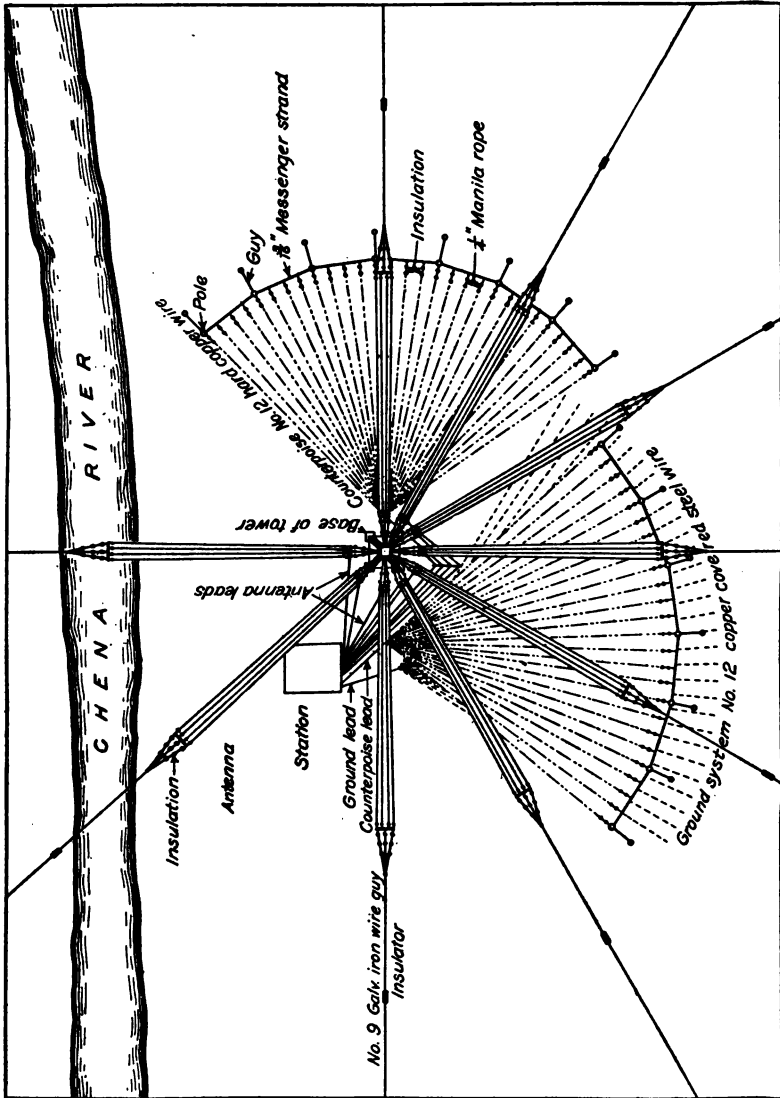 CHENA RIVER
Pole
Guy
5/16" Messenger strand
Counterpoise No. 12 hard copper wire
Insulation
1/4" Manila rope
Base of tower
Antenna leads
Insulation
Antenna
Station
Ground lead
Counterpoise lead
No. 9 Galv. iron wire guy
Insulator
Ground system No. 12 copper covered steel wire